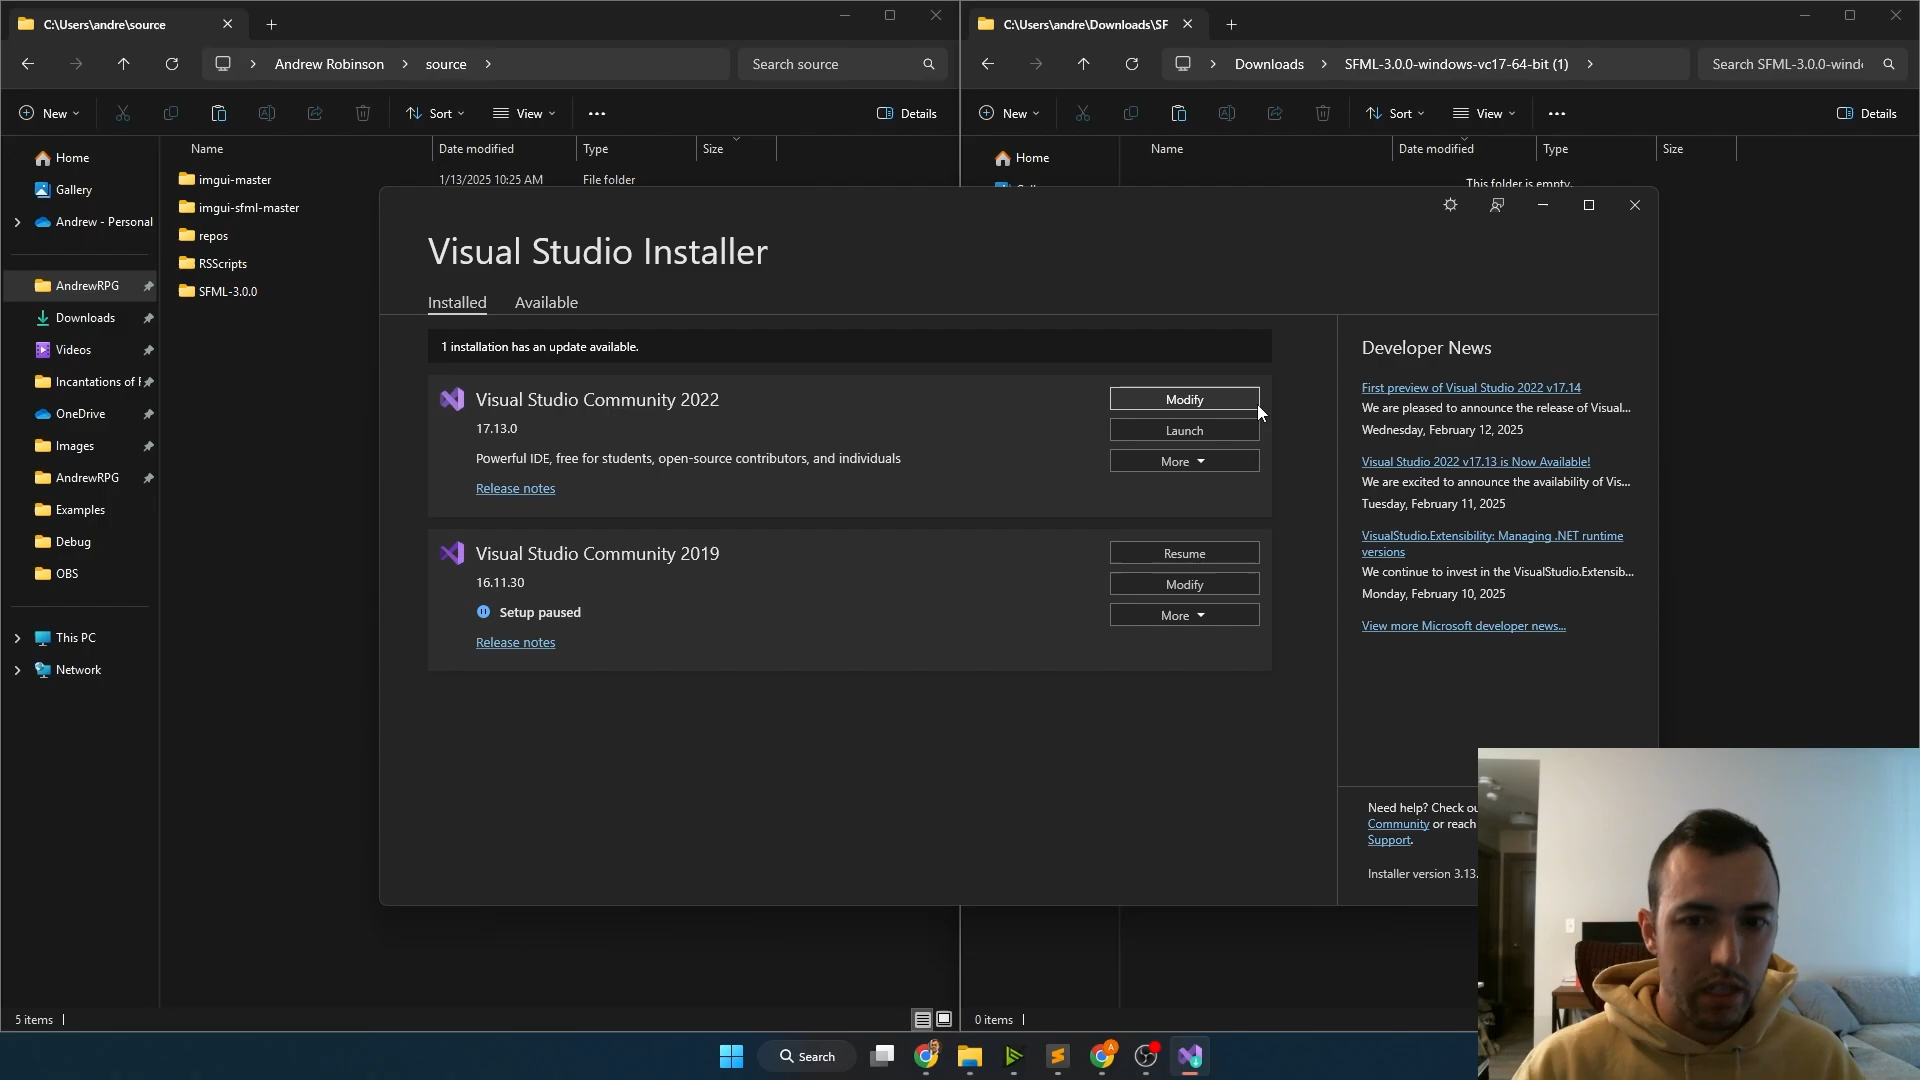 C:\Users\andre\source
Andrew Robinson
source
Search source
New
Sort
View
Details
Name
Date modified
Type
Size
Home
Gallery
Andrew - Personal
AndrewRPG
Downloads
Videos
Incantations of
OneDrive
Images
AndrewRPG
Examples
Debug
OBS
This PC
Network
imgui-master
1/13/2025 10:25 AM
File folder
imgui-sfml-master
repos
RSScripts
SFML-3.0.0
5 items
C:\Users\andre\Downloads\SF
Downloads
SFML-3.0.0-windows-vc17-64-bit (1)
Search SFML-3.0.0-wind
New
Sort
View
Details
Name
Date modified
Type
Size
Home
This folder is empty.
0 items
Visual Studio Installer
Installed
Available
1 installation has an update available.
Visual Studio Community 2022
17.13.0
Powerful IDE, free for students, open-source contributors, and individuals
Release notes
Modify
Launch
More
Visual Studio Community 2019
16.11.30
Setup paused
Release notes
Resume
Modify
More
Developer News
First preview of Visual Studio 2022 v17.14
We are pleased to announce the release of Visual...
Wednesday, February 12, 2025
Visual Studio 2022 v17.13 is Now Available!
We are excited to announce the availability of Vis...
Tuesday, February 11, 2025
VisualStudio.Extensibility: Managing .NET runtime
versions
We continue to invest in the VisualStudio.Extensib...
Monday, February 10, 2025
View more Microsoft developer news...
Need help? Check ou
Community or reach
Support.
Installer version 3.13.
Search
A